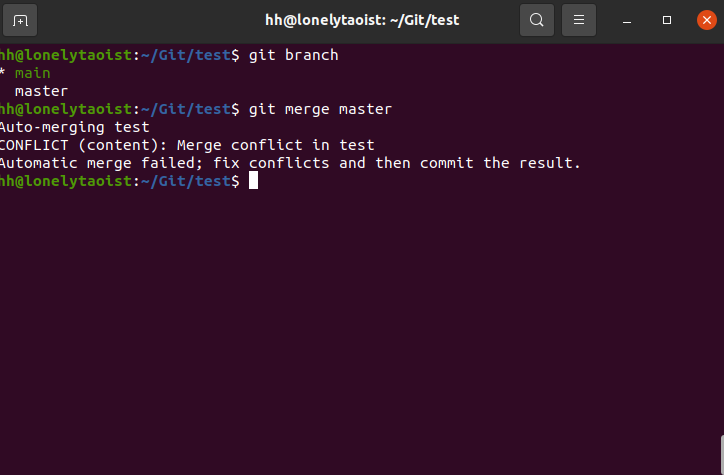 hh@lonelytaoist: ~/Git/test
hh@lonelytaoist:~/Git/test$ git branch
* main
  master
hh@lonelytaoist:~/Git/test$ git merge master
Auto-merging test
CONFLICT (content): Merge conflict in test
Automatic merge failed; fix conflicts and then commit the result.
hh@lonelytaoist:~/Git/test$